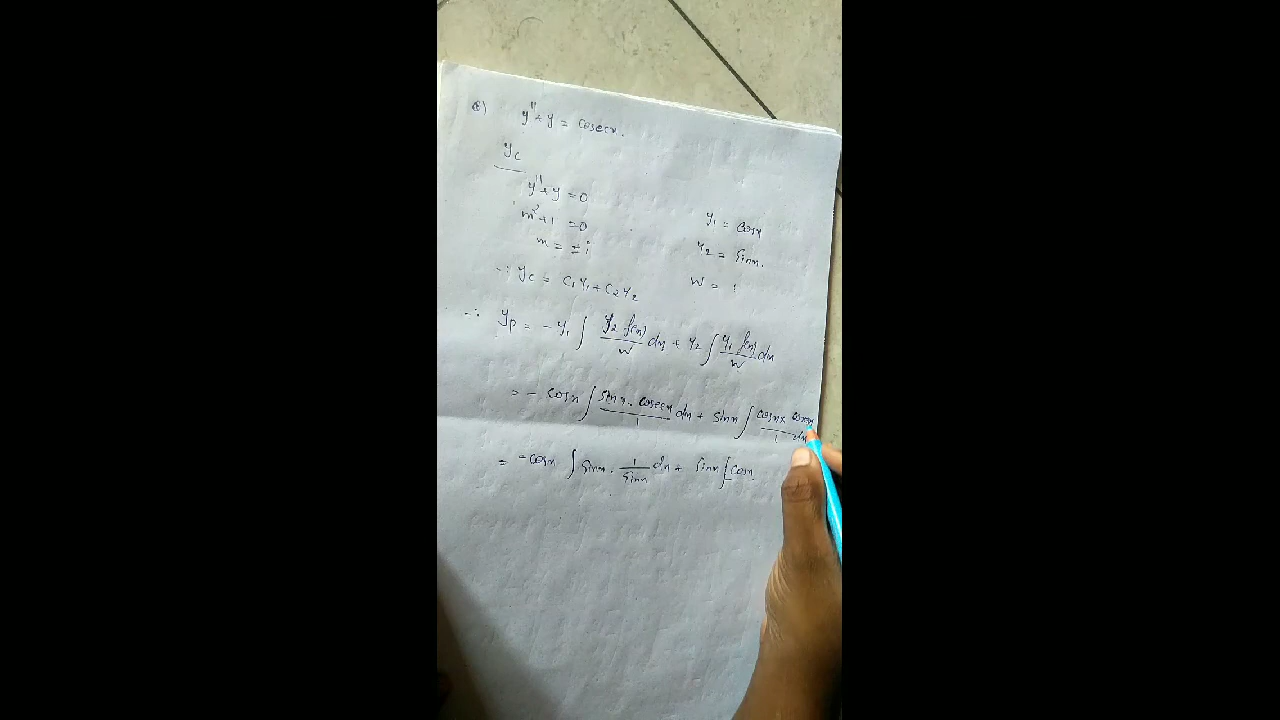 Q) y'' + y = cosecx.
yc
y'' + y = 0
m² + 1 = 0
m = ± i
y₁ = cosx
y₂ = sinx.
W = 1
∴ yc = C₁y₁ + C₂y₂
∴ yp = - y₁ ∫ y₂ f(x)/W dx + y₂ ∫ y₁ f(x)/W dx
= - cosx ∫ sinx. cosecx/1 dx + sinx ∫ cosx x cosecx/1 dx
= - cosx ∫ sinx. 1/sinx dx + sinx ∫ cosx.